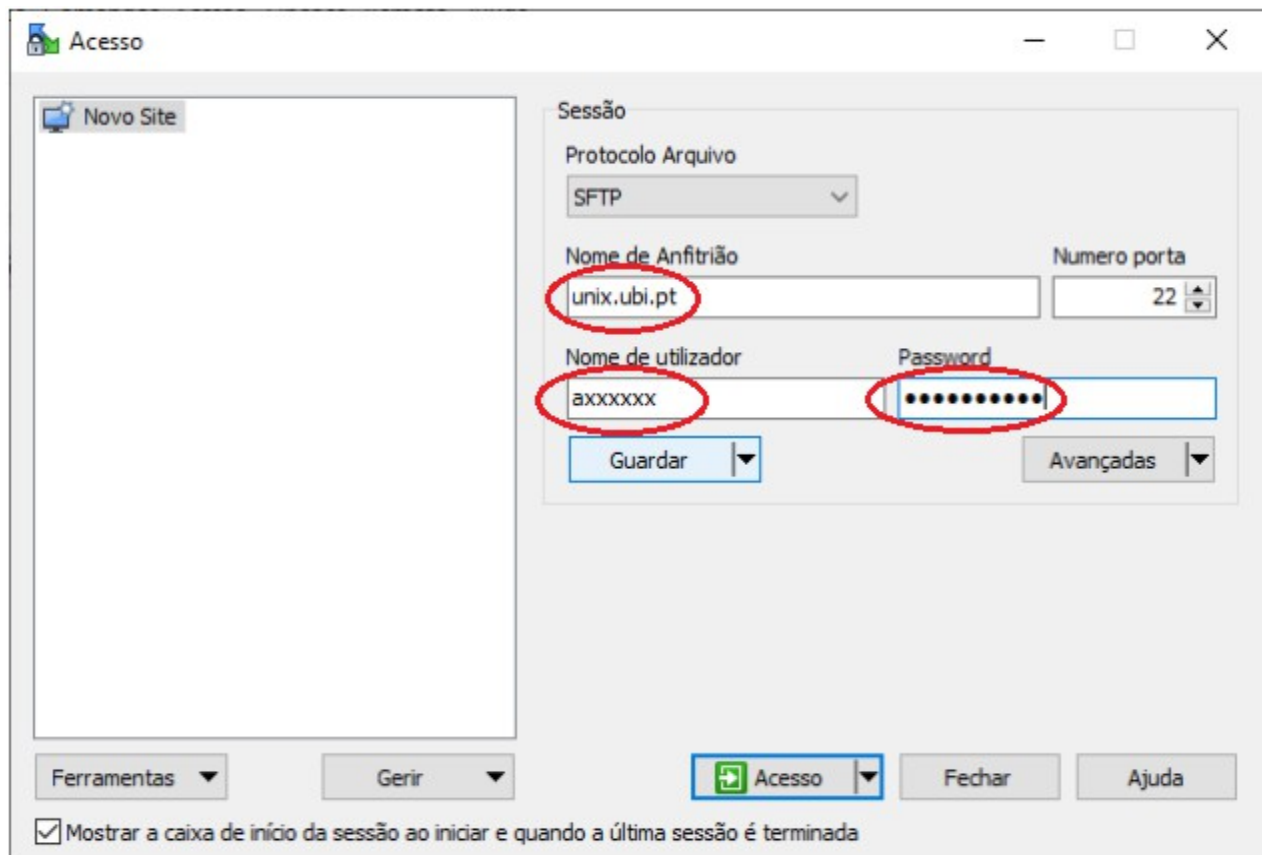 Acesso
Novo Site
Sessão
Protocolo Arquivo
SFTP
Nome de Anfitrião
Numero porta
unix.ubi.pt
22
Nome de utilizador
Password
axxxxxx
••••••••••
Guardar
Avançadas
Ferramentas
Gerir
Acesso
Fechar
Ajuda
Mostrar a caixa de início da sessão ao iniciar e quando a última sessão é terminada